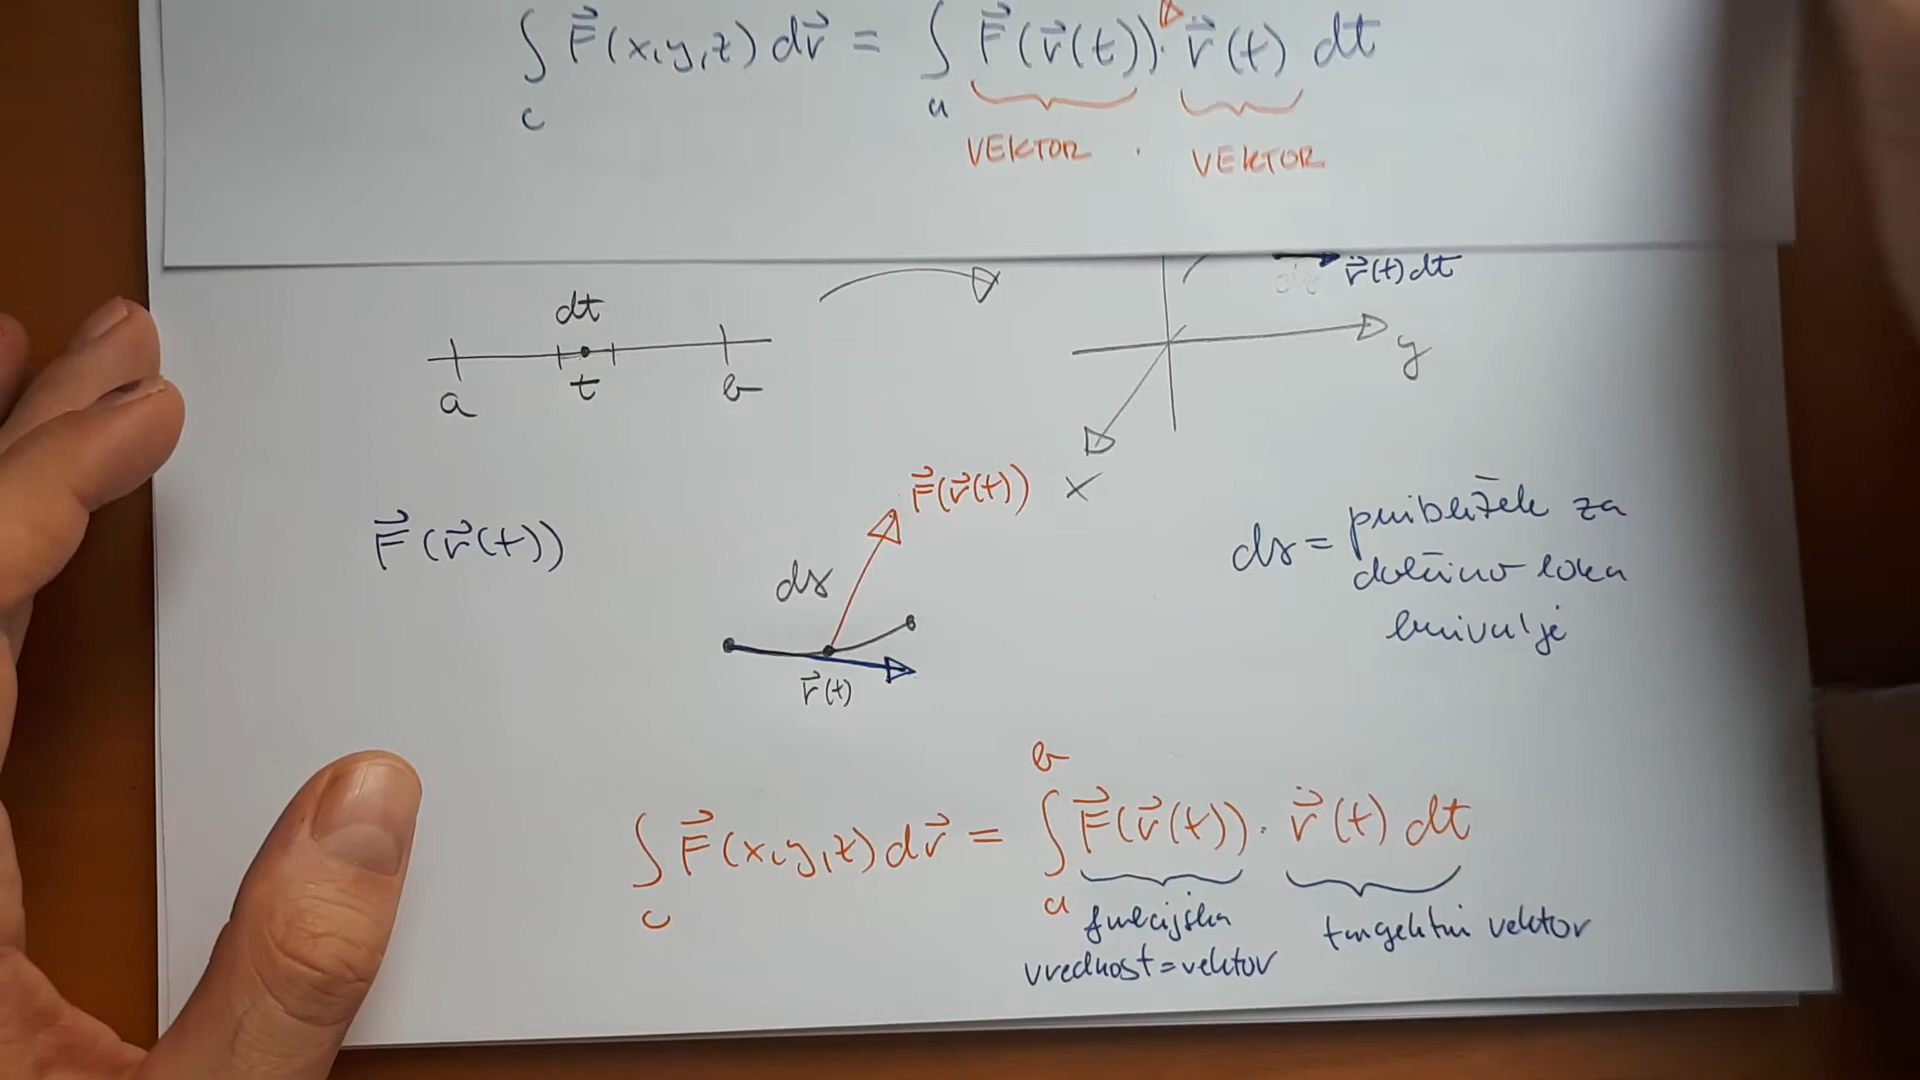 ∫_C F⃗(x,y,z) dr⃗ = ∫_a F⃗(r⃗(t)) · ṙ⃗(t) dt
VEKTOR · VEKTOR
ṙ⃗(t) dt
dt
a t b
y
x
F⃗(r⃗(t))
F⃗(r⃗(t))
ds
ṙ⃗(t)
ds = približek za
dolžino loka
krivulje
∫_C F⃗(x,y,z) dr⃗ = ∫_a^b F⃗(r⃗(t)) · ṙ⃗(t) dt
funkcijska
vrednost = vektor
tangentni vektor